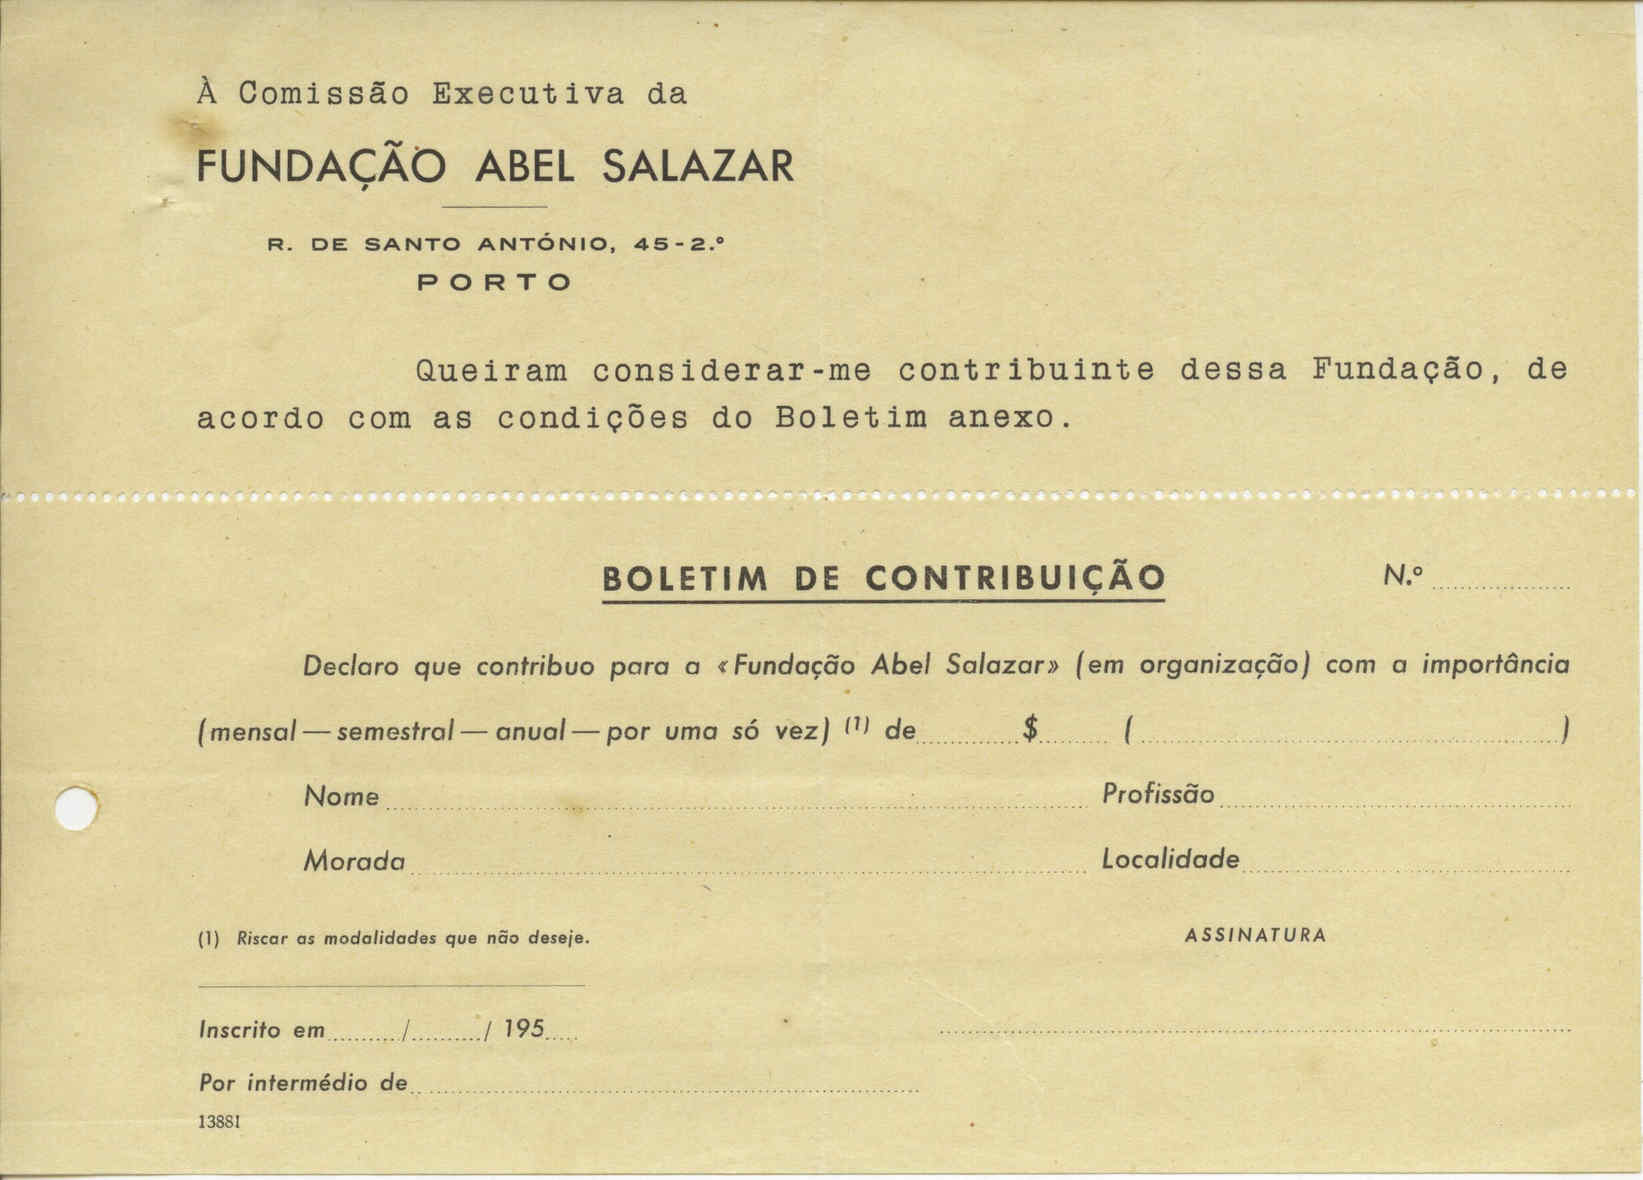 À Comissão Executiva da
FUNDAÇÃO ABEL SALAZAR
R. DE SANTO ANTÓNIO, 45-2.º
PORTO
Queiram considerar-me contribuinte dessa Fundação, de
acordo com as condições do Boletim anexo.
BOLETIM DE CONTRIBUIÇÃO N.º
Declaro que contribuo para a «Fundação Abel Salazar» (em organização) com a importância
(mensal — semestral — anual — por uma só vez) (1) de ............ $ ........ ( ........................................ )
Nome ........................................ Profissão ........................................
Morada ........................................ Localidade ........................................
(1) Riscar as modalidades que não deseje. ASSINATURA
Inscrito em ........../........../ 195.....
Por intermédio de ........................................
13881